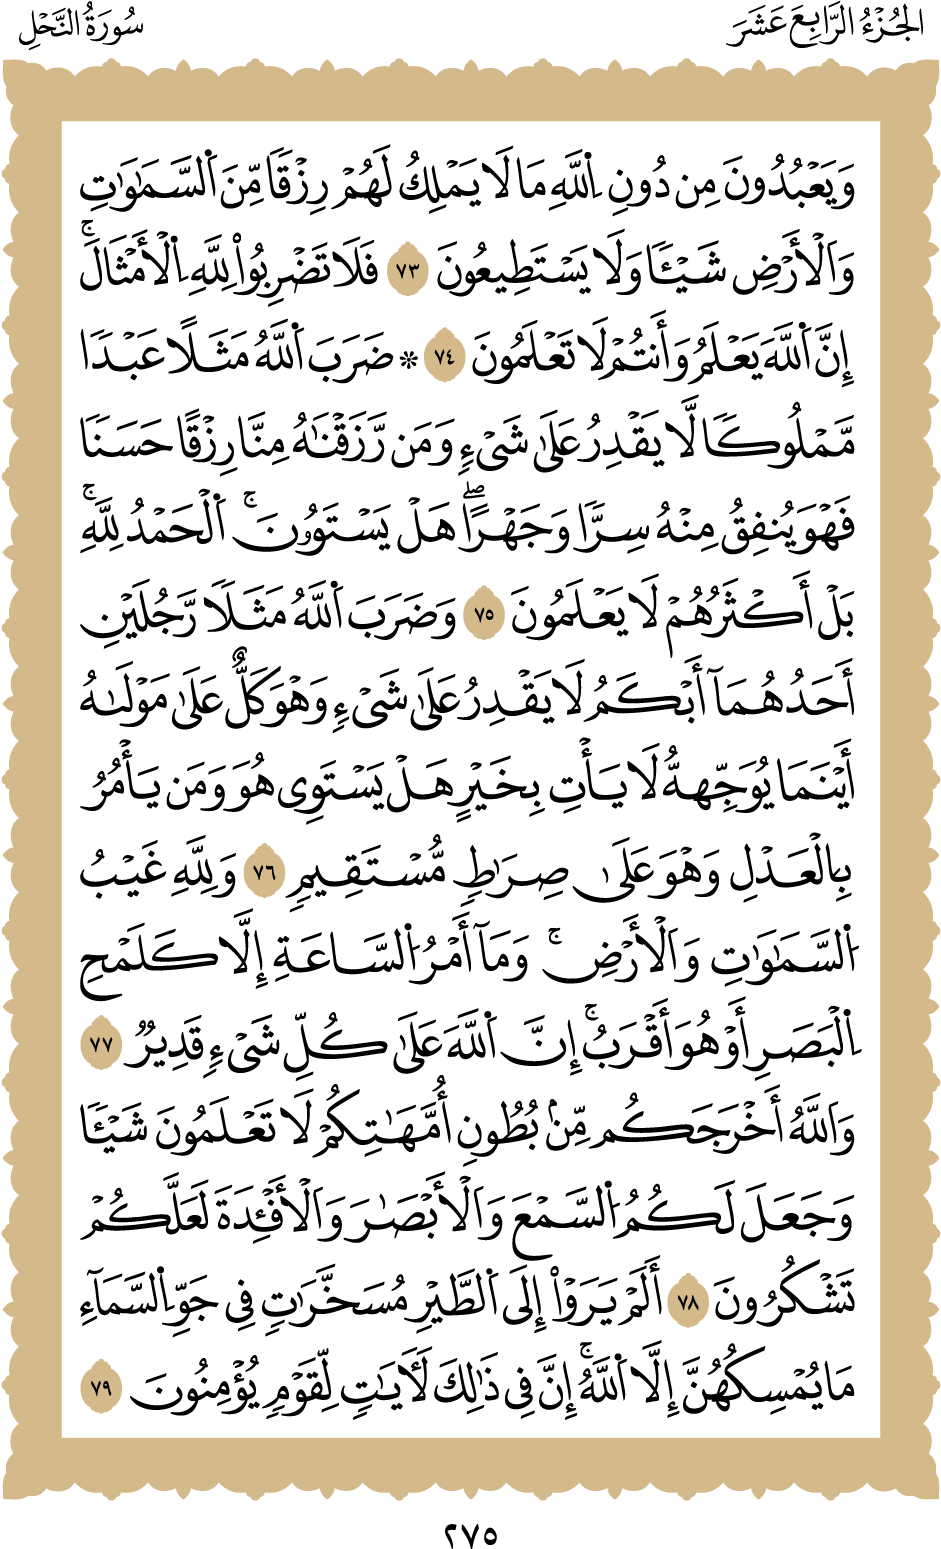 الجُزْءُ الرَّابِعَ عَشَرَ
سُورَةُ النَّحْلِ
وَيَعۡبُدُونَ مِن دُونِ ٱللَّهِ مَا لَا يَمۡلِكُ لَهُمۡ رِزۡقٗا مِّنَ ٱلسَّمَٰوَٰتِ
وَٱلۡأَرۡضِ شَيۡـٔٗا وَلَا يَسۡتَطِيعُونَ ٧٣ فَلَا تَضۡرِبُواْ لِلَّهِ ٱلۡأَمۡثَالَۚ
إِنَّ ٱللَّهَ يَعۡلَمُ وَأَنتُمۡ لَا تَعۡلَمُونَ ٧٤ * ضَرَبَ ٱللَّهُ مَثَلًا عَبۡدٗا
مَّمۡلُوكٗا لَّا يَقۡدِرُ عَلَىٰ شَيۡءٖ وَمَن رَّزَقۡنَٰهُ مِنَّا رِزۡقًا حَسَنٗا
فَهۡوَ يُنفِقُ مِنۡهُ سِرّٗا وَجَهۡرًاۖ هَلۡ يَسۡتَوُۥنَۚ ٱلۡحَمۡدُ لِلَّهِۚ
بَلۡ أَكۡثَرُهُمۡ لَا يَعۡلَمُونَ ٧٥ وَضَرَبَ ٱللَّهُ مَثَلٗا رَّجُلَيۡنِ
أَحَدُهُمَآ أَبۡكَمُ لَا يَقۡدِرُ عَلَىٰ شَيۡءٖ وَهۡوَ كَلٌّ عَلَىٰ مَوۡلَىٰهُ
أَيۡنَمَا يُوَجِّههُّ لَا يَأۡتِ بِخَيۡرٍ هَلۡ يَسۡتَوِي هُوَ وَمَن يَأۡمُرُ
بِٱلۡعَدۡلِ وَهۡوَ عَلَىٰ صِرَٰطٖ مُّسۡتَقِيمٖ ٧٦ وَلِلَّهِ غَيۡبُ
ٱلسَّمَٰوَٰتِ وَٱلۡأَرۡضِۚ وَمَآ أَمۡرُ ٱلسَّاعَةِ إِلَّا كَلَمۡحِ
ٱلۡبَصَرِ أَوۡ هُوَ أَقۡرَبُۚ إِنَّ ٱللَّهَ عَلَىٰ كُلِّ شَيۡءٖ قَدِيرٞ ٧٧
وَٱللَّهُ أَخۡرَجَكُم مِّنۢ بُطُونِ أُمَّهَٰتِكُمۡ لَا تَعۡلَمُونَ شَيۡـٔٗا
وَجَعَلَ لَكُمُ ٱلسَّمۡعَ وَٱلۡأَبۡصَٰرَ وَٱلۡأَفۡـِٔدَةَ لَعَلَّكُمۡ
تَشۡكُرُونَ ٧٨ أَلَمۡ يَرَوۡاْ إِلَى ٱلطَّيۡرِ مُسَخَّرَٰتٖ فِي جَوِّ ٱلسَّمَآءِ
مَا يُمۡسِكُهُنَّ إِلَّا ٱللَّهُۚ إِنَّ فِي ذَٰلِكَ لَأٓيَٰتٖ لِّقَوۡمٖ يُؤۡمِنُونَ ٧٩
٢٧٥